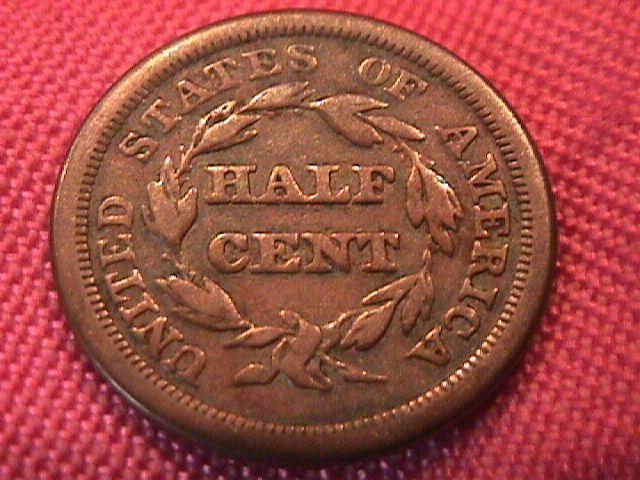 UNITED STATES OF AMERICA
HALF
CENT